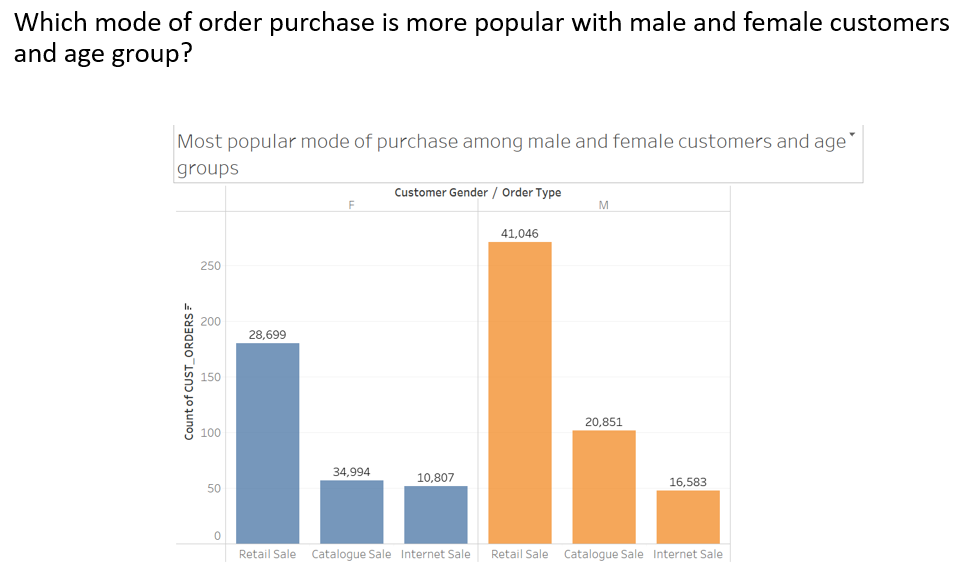 Which mode of order purchase is more popular with male and female customers
and age group?
Most popular mode of purchase among male and female customers and age
groups
Customer Gender / Order Type
F
M
Count of CUST_ORDERS
250
200
150
100
50
0
28,699
34,994
10,807
41,046
20,851
16,583
Retail Sale Catalogue Sale Internet Sale Retail Sale Catalogue Sale Internet Sale